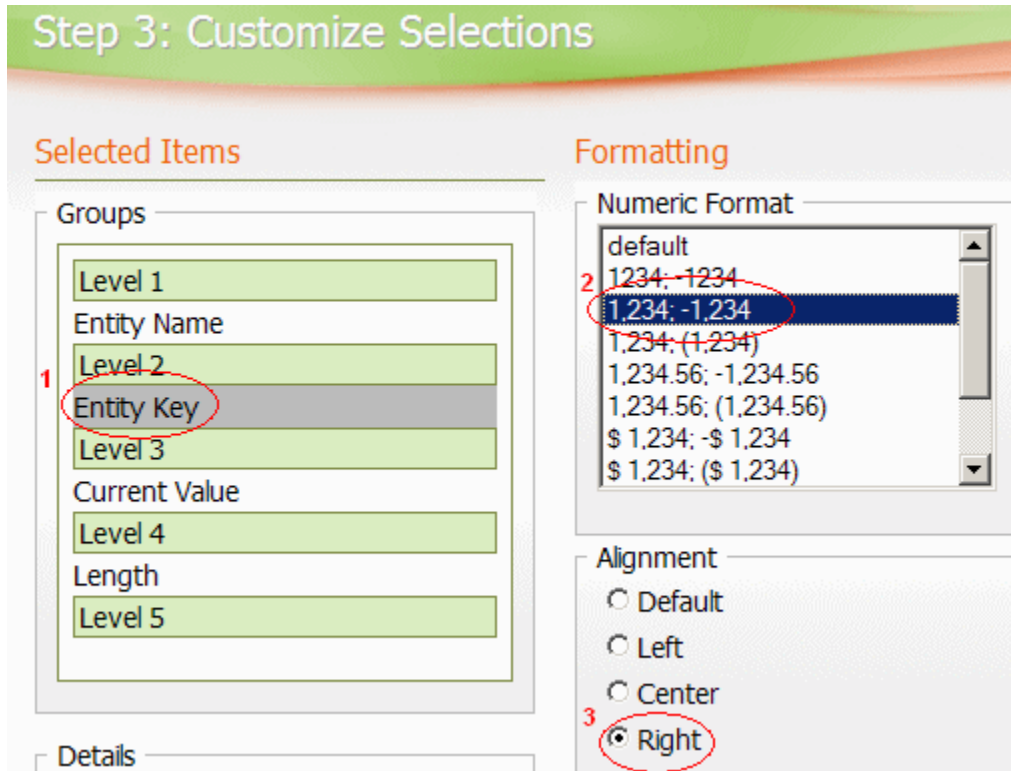 Step 3: Customize Selections
Selected Items
Groups
Level 1
Entity Name
Level 2
1
Entity Key
Level 3
Current Value
Level 4
Length
Level 5
Details
Formatting
Numeric Format
default
2 1234; -1234
1,234; -1,234
1,234; (1,234)
1,234.56; -1,234.56
1,234.56; (1,234.56)
$ 1,234; -$ 1,234
$ 1,234; ($ 1,234)
Alignment
Default
Left
Center
3
Right